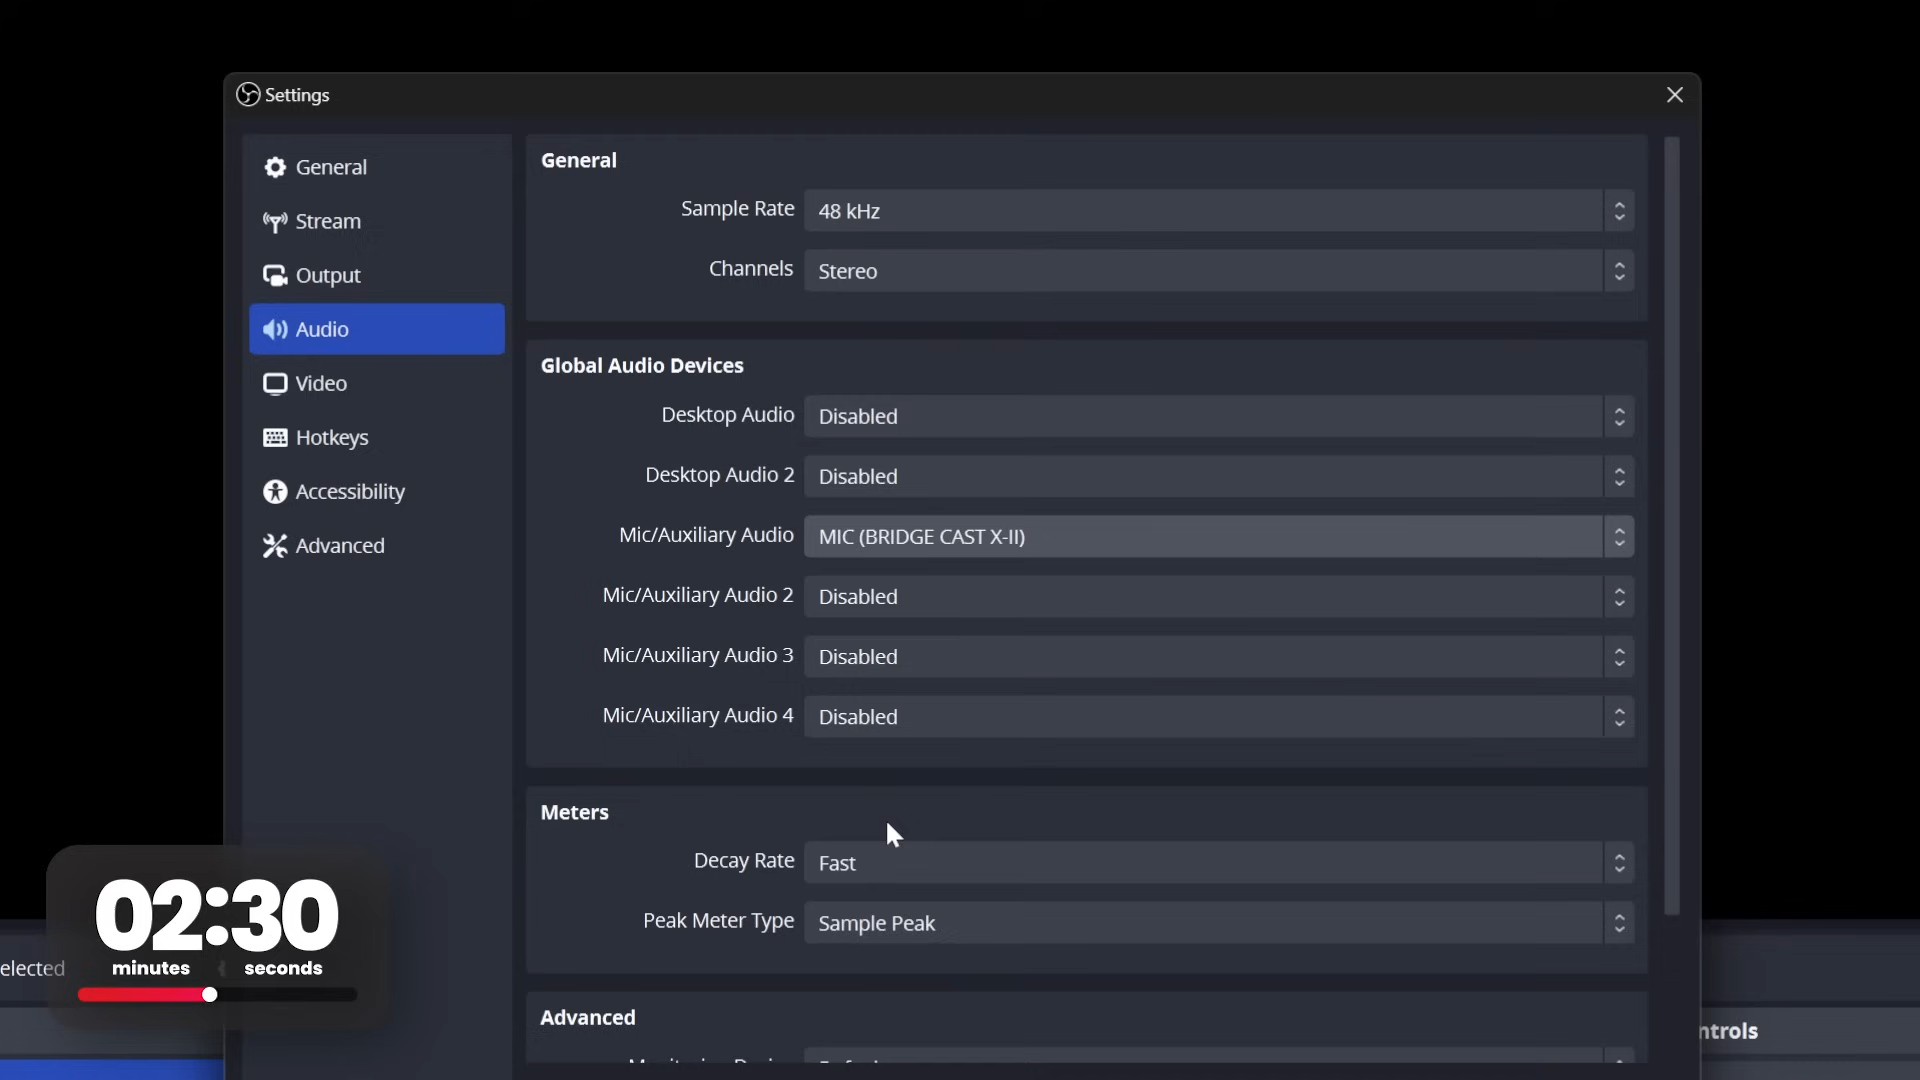 Settings
General
Stream
Output
Audio
Video
Hotkeys
Accessibility
Advanced
General
Sample Rate 48 kHz
Channels Stereo
Global Audio Devices
Desktop Audio Disabled
Desktop Audio 2 Disabled
Mic/Auxiliary Audio MIC (BRIDGE CAST X-II)
Mic/Auxiliary Audio 2 Disabled
Mic/Auxiliary Audio 3 Disabled
Mic/Auxiliary Audio 4 Disabled
Meters
Decay Rate Fast
Peak Meter Type Sample Peak
Advanced
02:30
minutes seconds
elected
ntrols